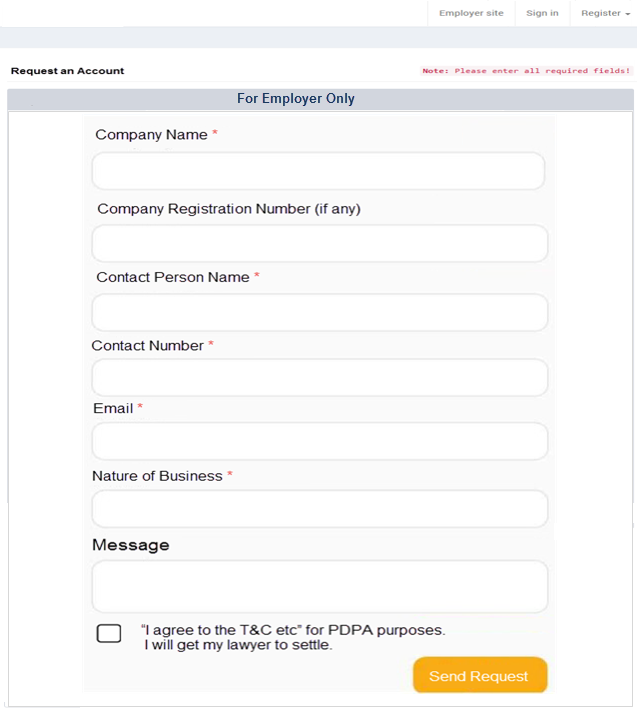 Employer site Sign in Register
Request an Account Note: Please enter all required fields!
For Employer Only
Company Name *
Company Registration Number (if any)
Contact Person Name *
Contact Number *
Email *
Nature of Business *
Message
“I agree to the T&C etc” for PDPA purposes.
I will get my lawyer to settle.
Send Request